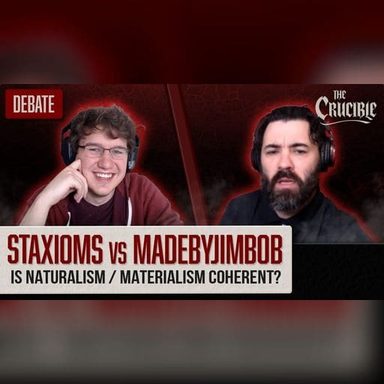 DEBATE
THE
CRUCIBLE
STAXIOMS VS MADEBYJIMBOB
IS NATURALISM / MATERIALISM COHERENT?